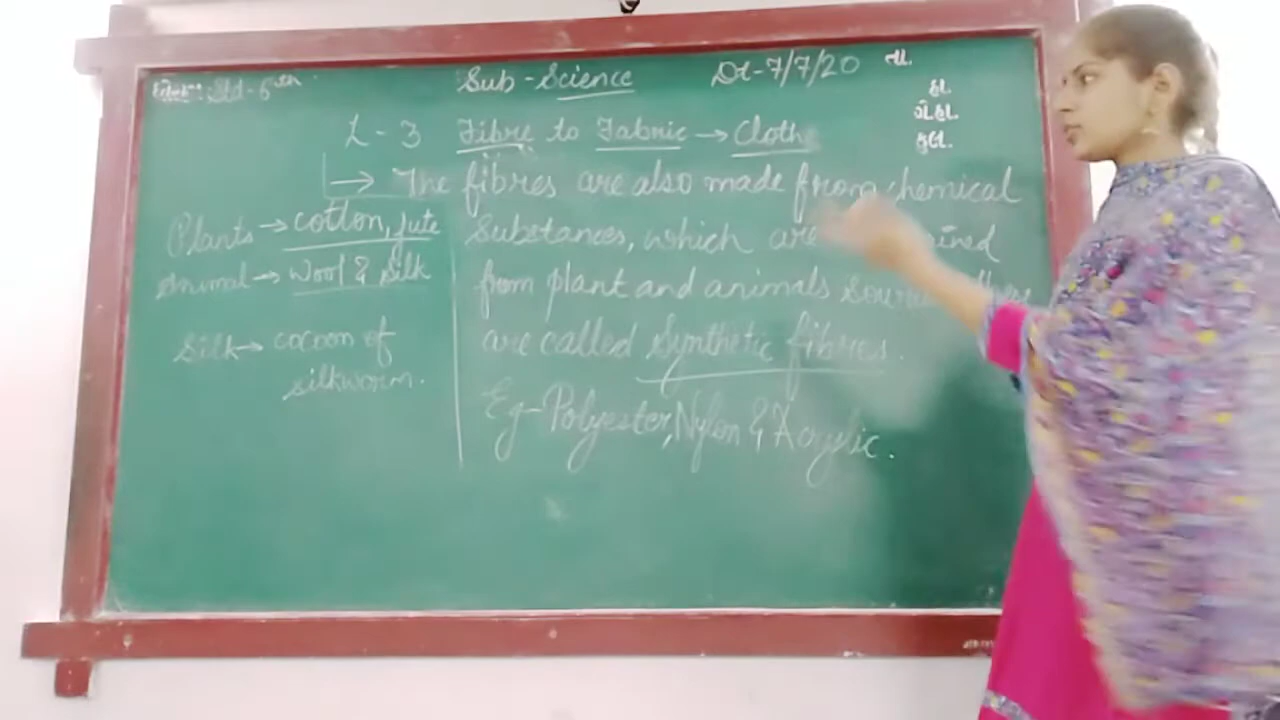 Std - 6th
Sub - Science
Dt - 7/7/20
તા.
હા.
ગે.હા.
કુલ.
L - 3 Fibre to Fabric → Cloth
→ The fibres are also made from chemical
Substances, which are
from plant and animals
are called Synthetic fibres.
Eg - Polyester, Nylon & Acrylic.
Plants → cotton, jute
Animal → Wool & Silk
Silk → cocoon of
silkworm.